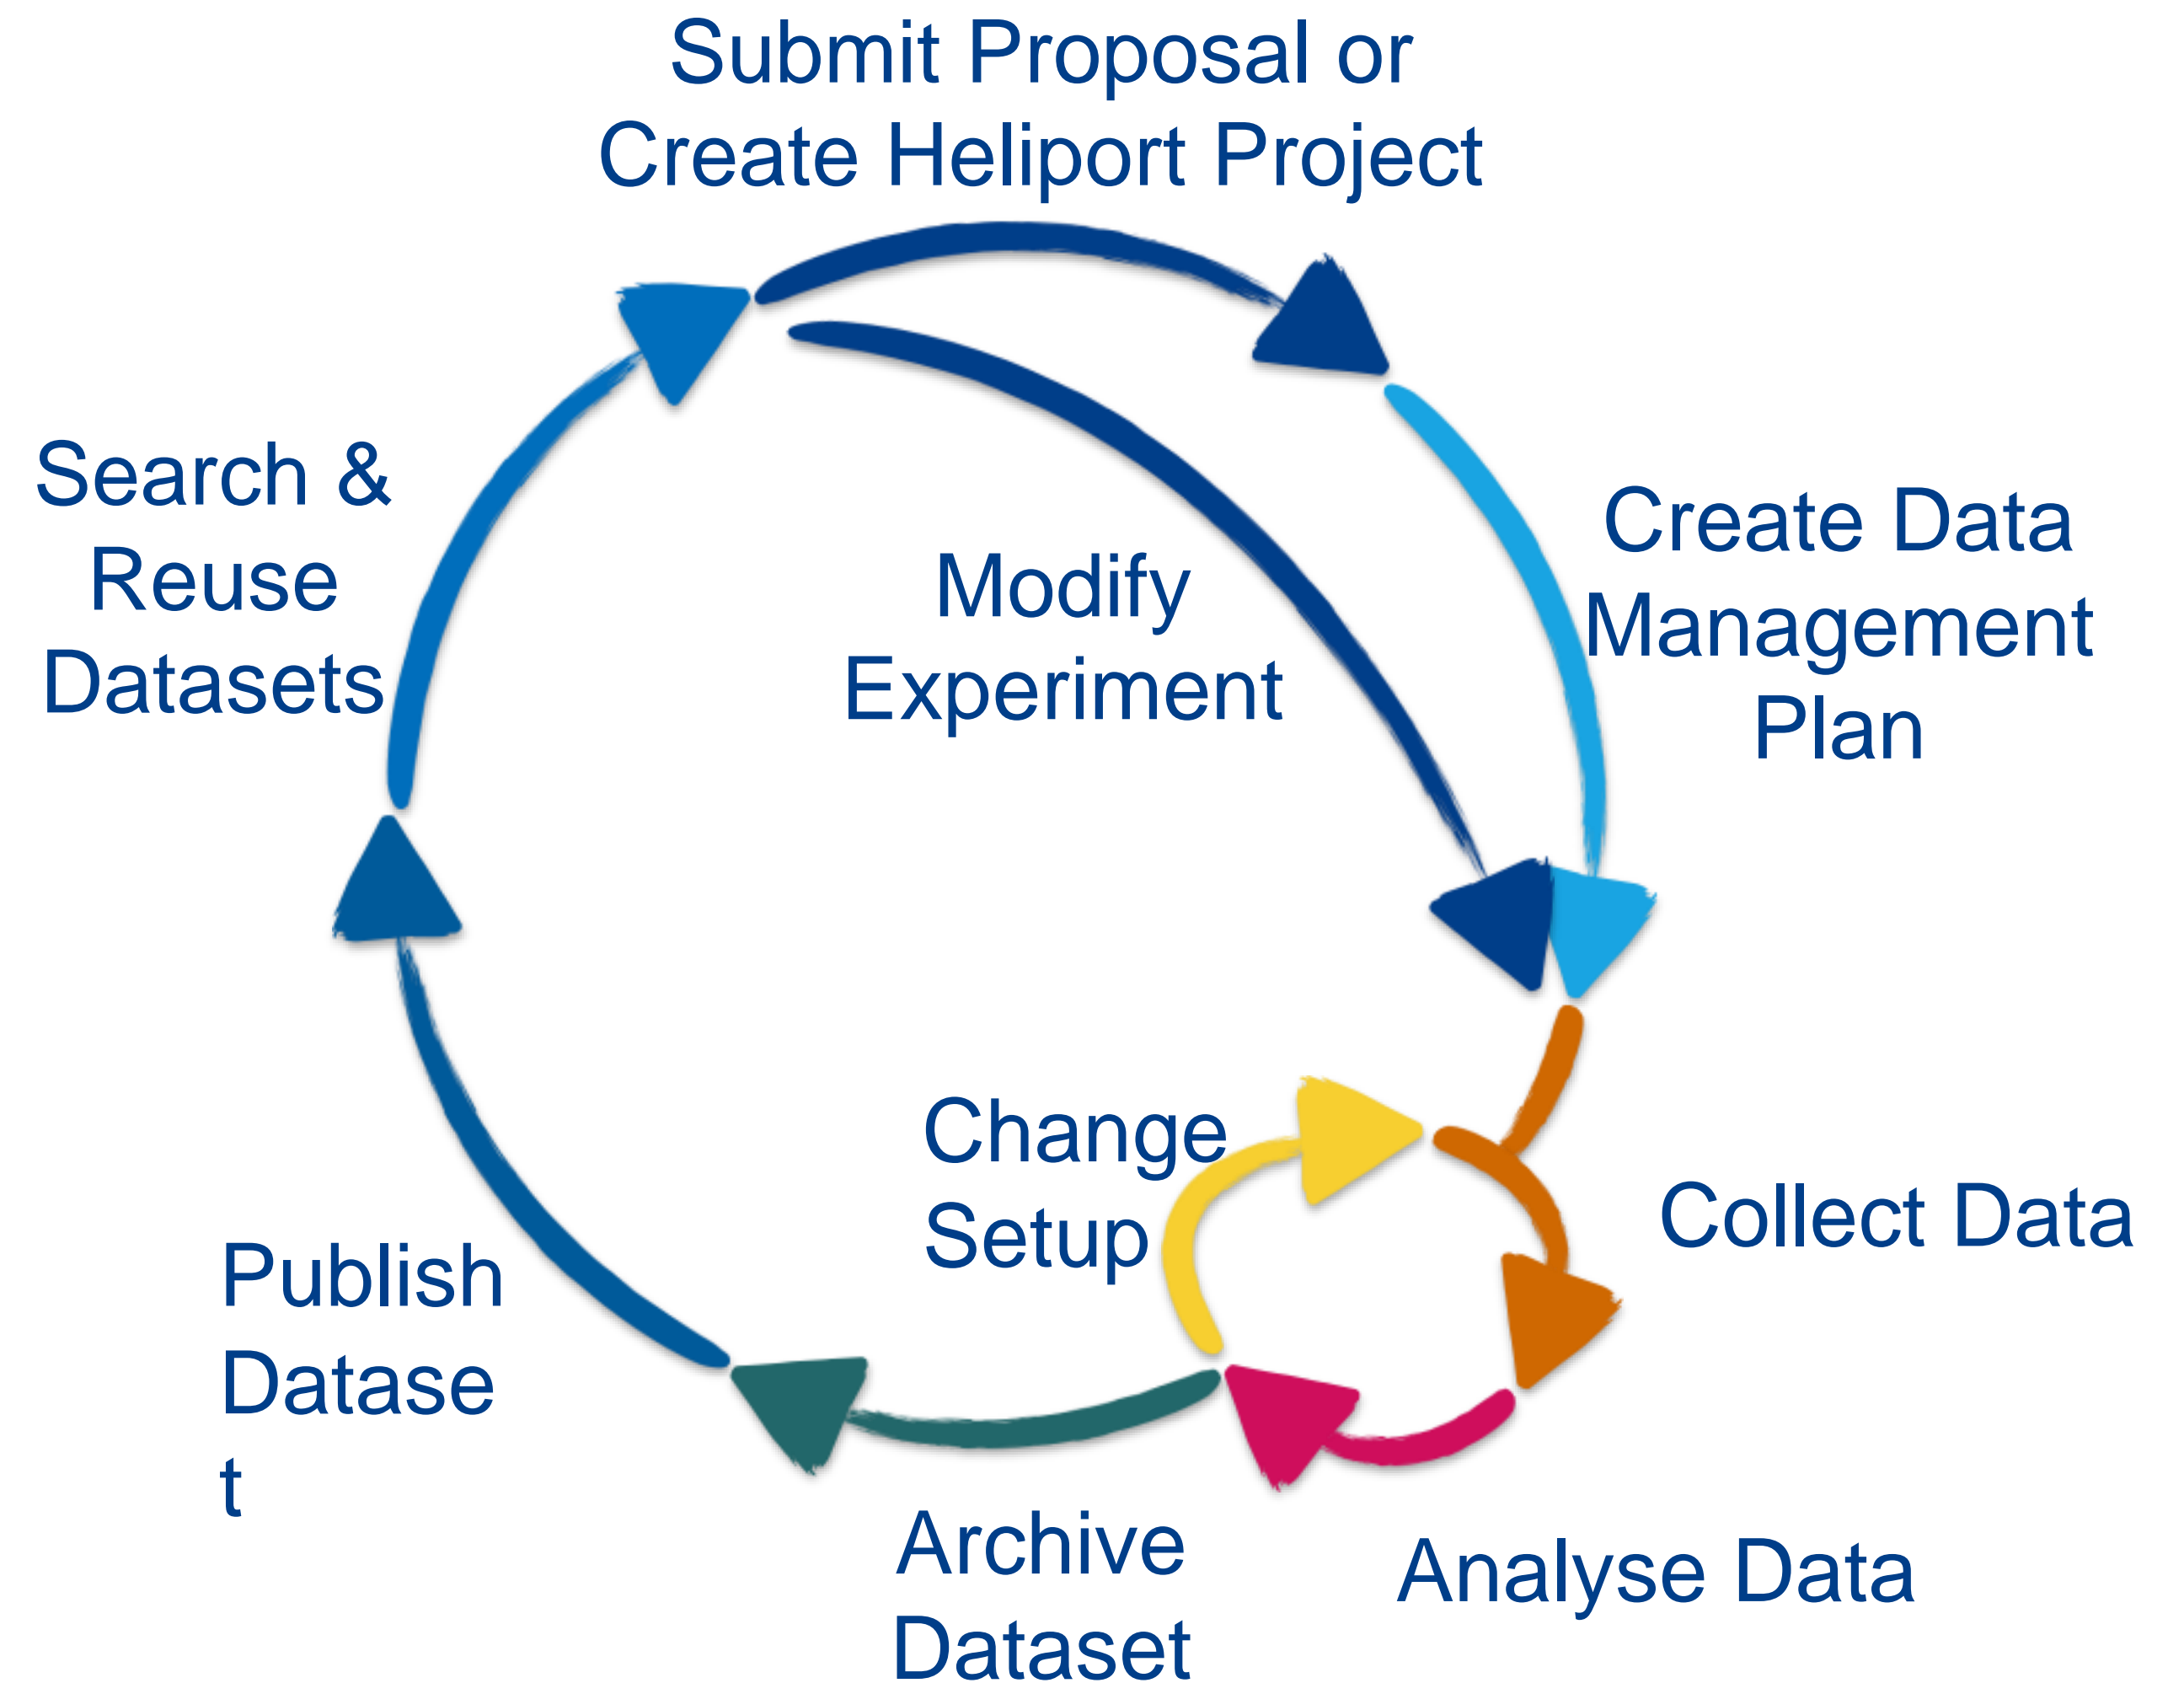 Submit Proposal or
Create Heliport Project
Search &
Reuse
Datasets
Modify
Experiment
Create Data
Management
Plan
Change
Setup
Collect Data
Publish
Datase
t
Archive
Dataset
Analyse Data